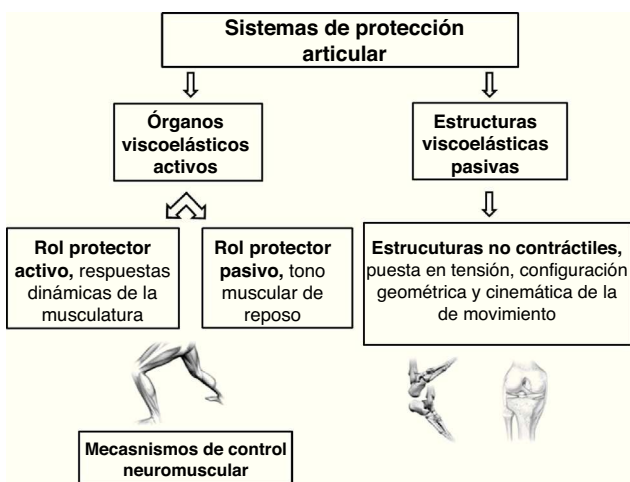 Sistemas de protección
articular
Órganos
viscoelásticos
activos
Estructuras
viscoelásticas
pasivas
Rol protector
activo, respuestas
dinámicas de la
musculatura
Rol protector
pasivo, tono
muscular de
reposo
Estrucuturas no contráctiles,
puesta en tensión, configuración
geométrica y cinemática de la
de movimiento
Mecasnismos de control
neuromuscular